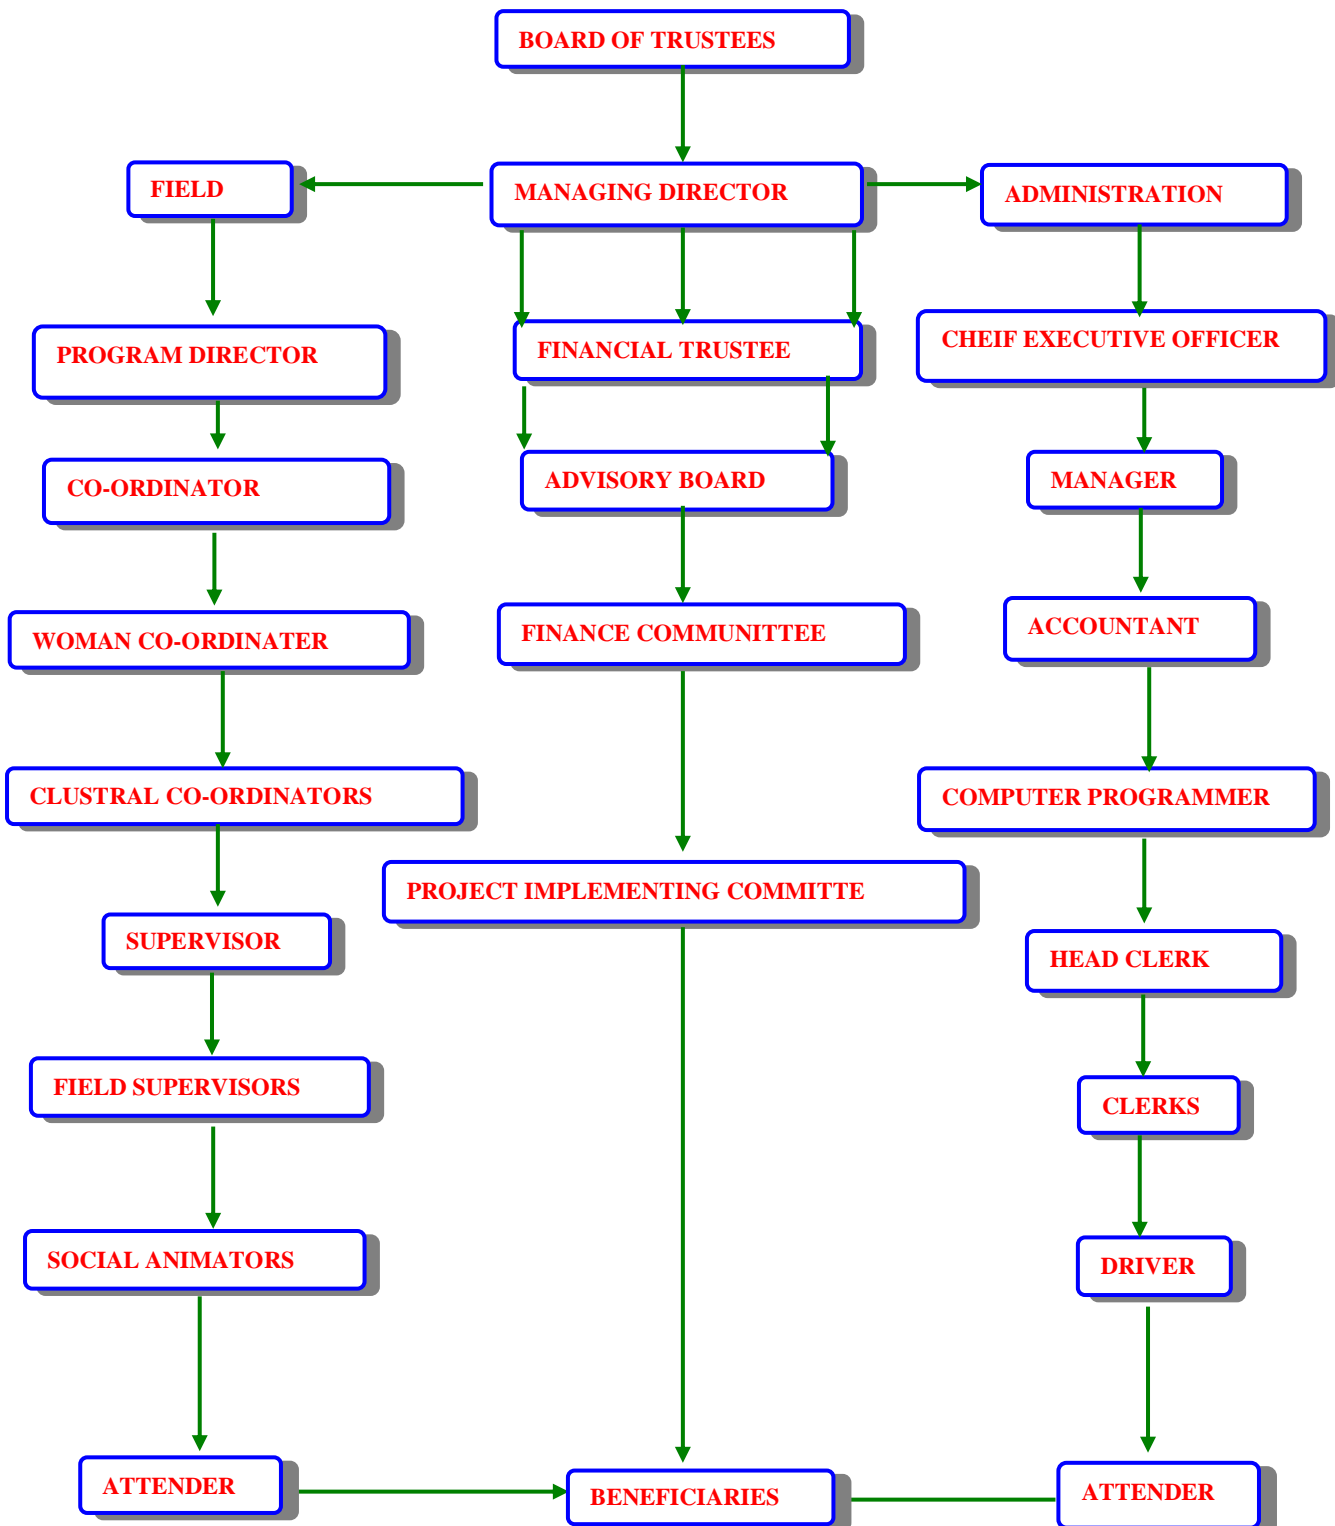 BOARD OF TRUSTEES
FIELD
MANAGING DIRECTOR
ADMINISTRATION
PROGRAM DIRECTOR
FINANCIAL TRUSTEE
CHEIF EXECUTIVE OFFICER
CO-ORDINATOR
ADVISORY BOARD
MANAGER
WOMAN CO-ORDINATER
FINANCE COMMUNITTEE
ACCOUNTANT
CLUSTRAL CO-ORDINATORS
COMPUTER PROGRAMMER
PROJECT IMPLEMENTING COMMITTE
SUPERVISOR
HEAD CLERK
FIELD SUPERVISORS
CLERKS
SOCIAL ANIMATORS
DRIVER
ATTENDER
BENEFICIARIES
ATTENDER